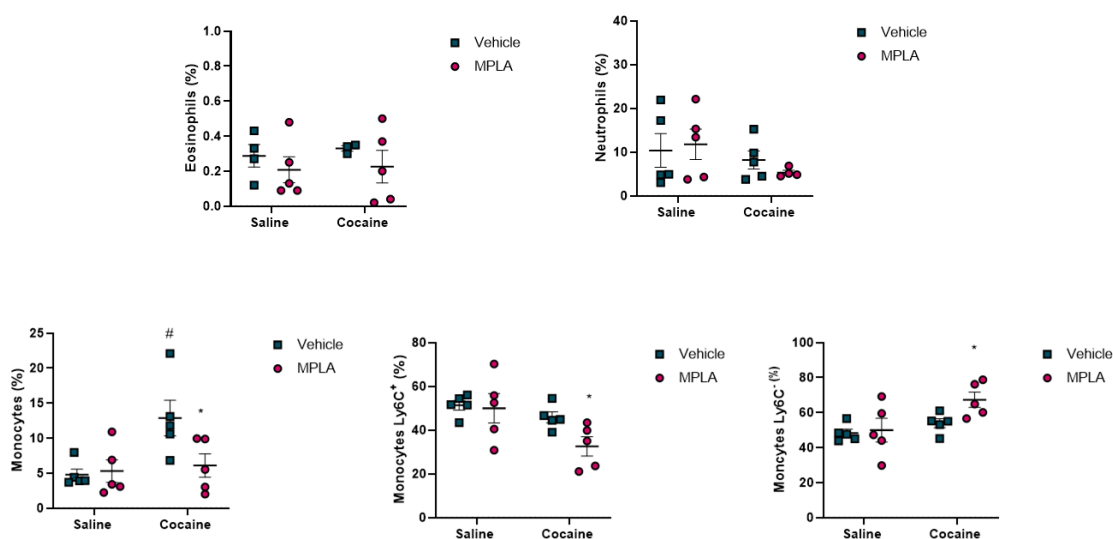 Eosinophils (%)
1.0
0.8
0.6
0.4
0.2
0.0
Saline
Cocaine
Vehicle
MPLA
Neutrophils (%)
40
30
20
10
0
Saline
Cocaine
Vehicle
MPLA
Monocytes (%)
25
20
15
10
5
0
#
*
Saline
Cocaine
Vehicle
MPLA
Monocytes Ly6C⁺ (%)
80
60
40
20
0
*
Saline
Cocaine
Vehicle
MPLA
Moncytes Ly6C⁻ (%)
100
80
60
40
20
0
*
Saline
Cocaine
Vehicle
MPLA